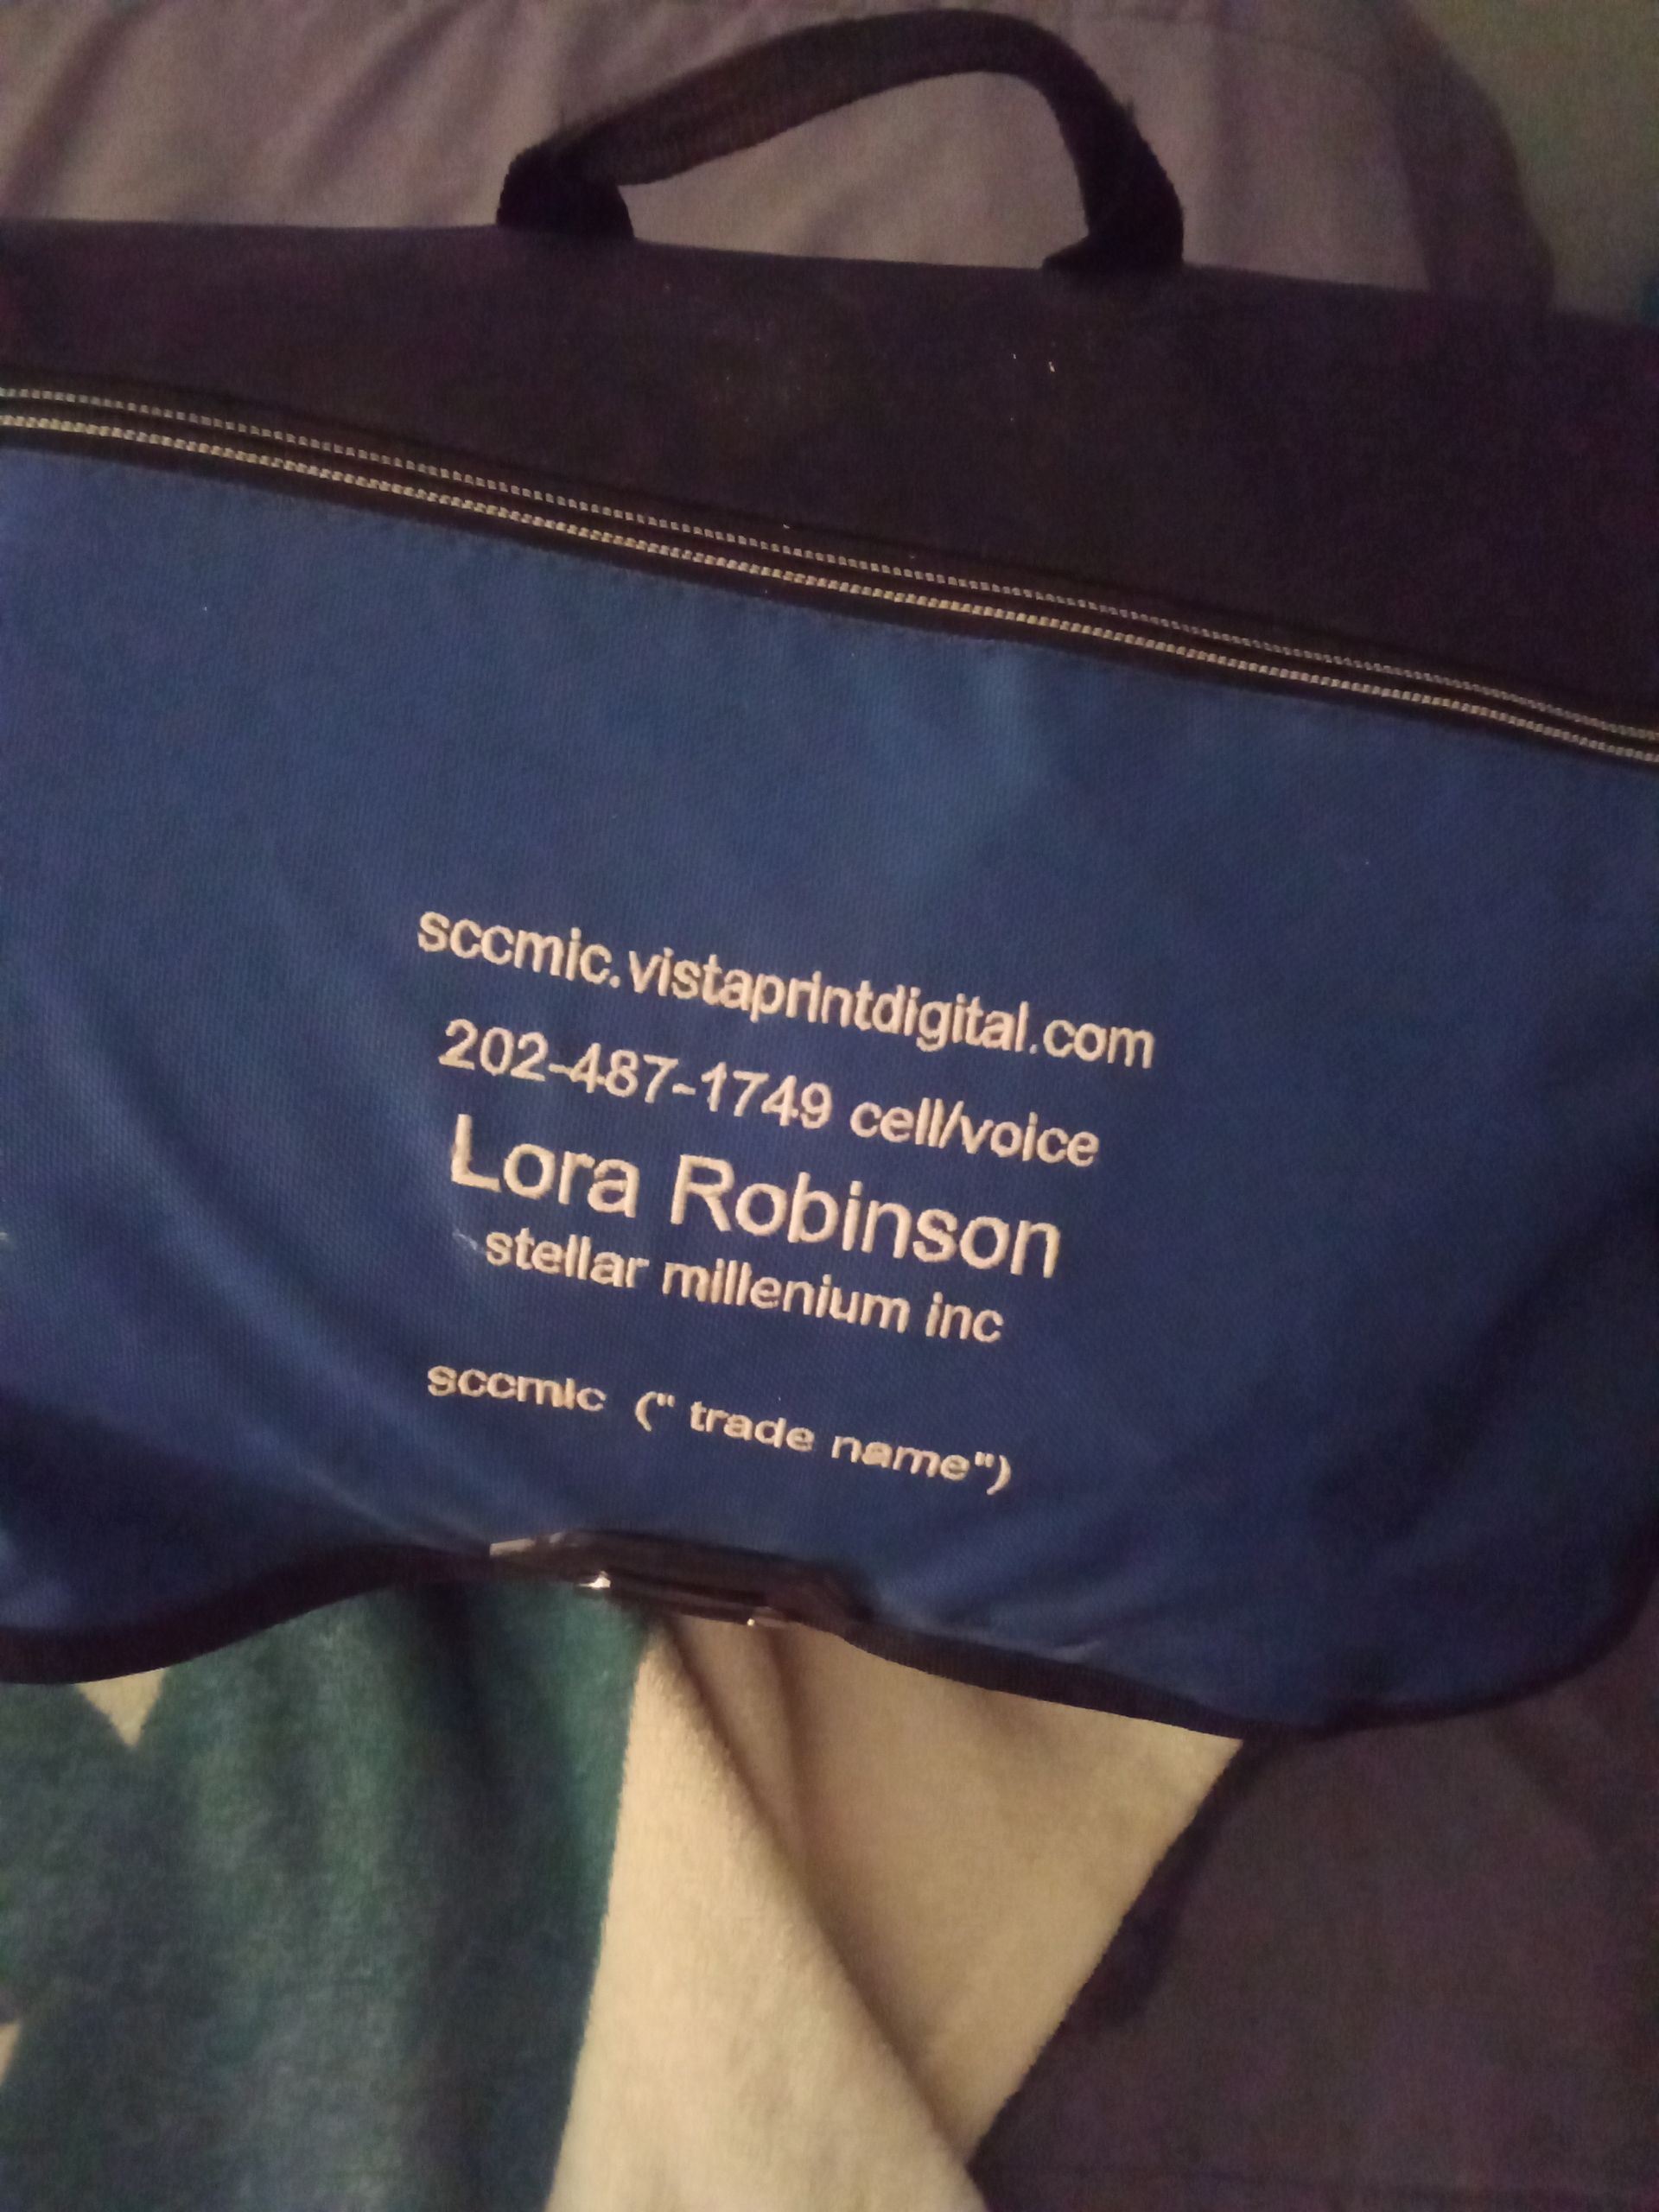 sccmic.vistaprintdigital.com
202-487-1749 cell/voice
Lora Robinson
stellar millenium inc
sccmic (" trade name")